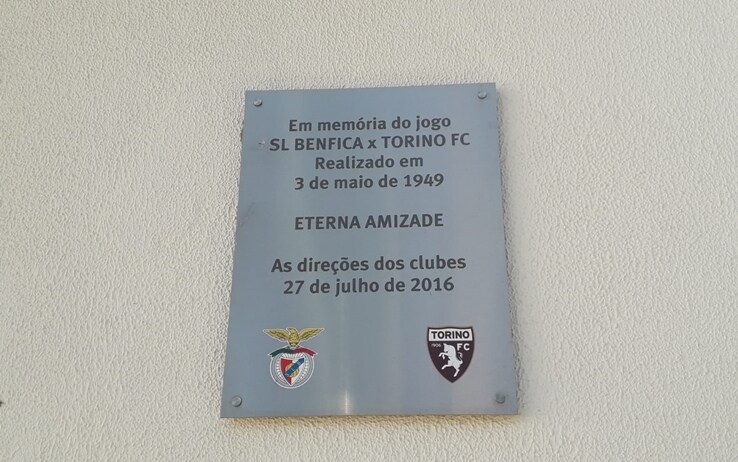 Em memória do jogo
SL BENFICA x TORINO FC
Realizado em
3 de maio de 1949
ETERNA AMIZADE
As direções dos clubes
27 de julho de 2016
TORINO
1906 FC